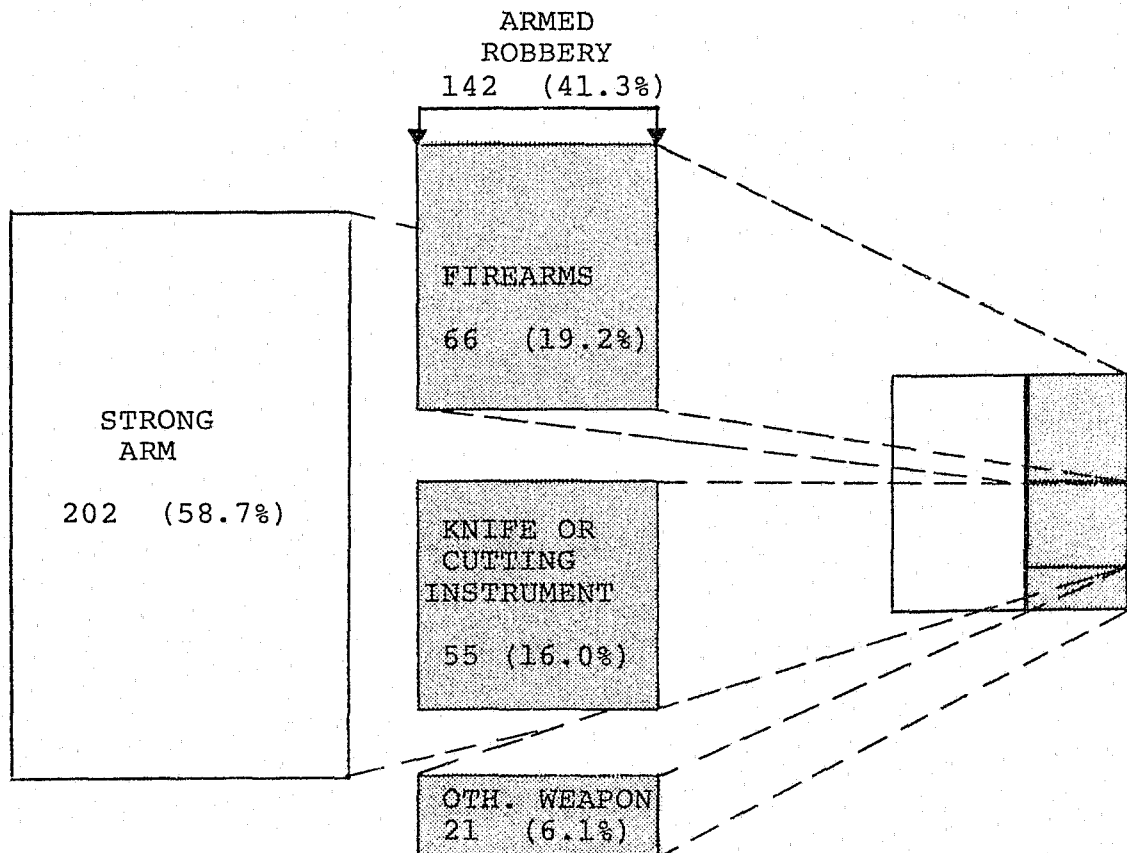 ARMED
ROBBERY
142 (41.3%)
FIREARMS
66 (19.2%)
STRONG
ARM
202 (58.7%)
KNIFE OR
CUTTING
INSTRUMENT
55 (16.0%)
OTH. WEAPON
21 (6.1%)